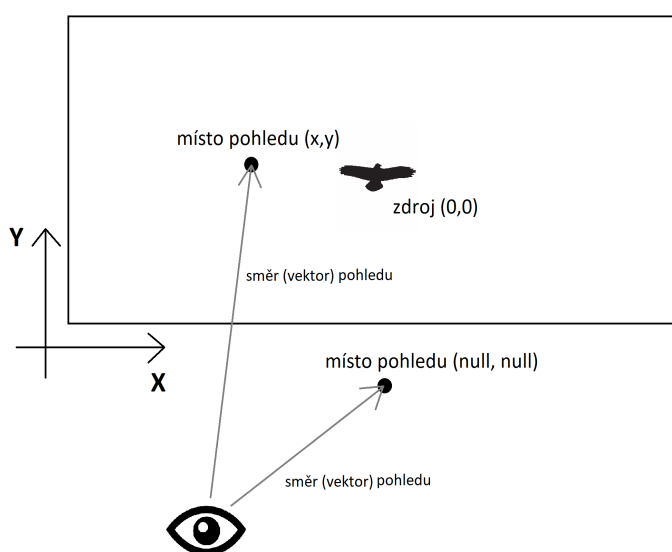 místo pohledu (x,y)
zdroj (0,0)
Y
směr (vektor) pohledu
místo pohledu (null, null)
X
směr (vektor) pohledu